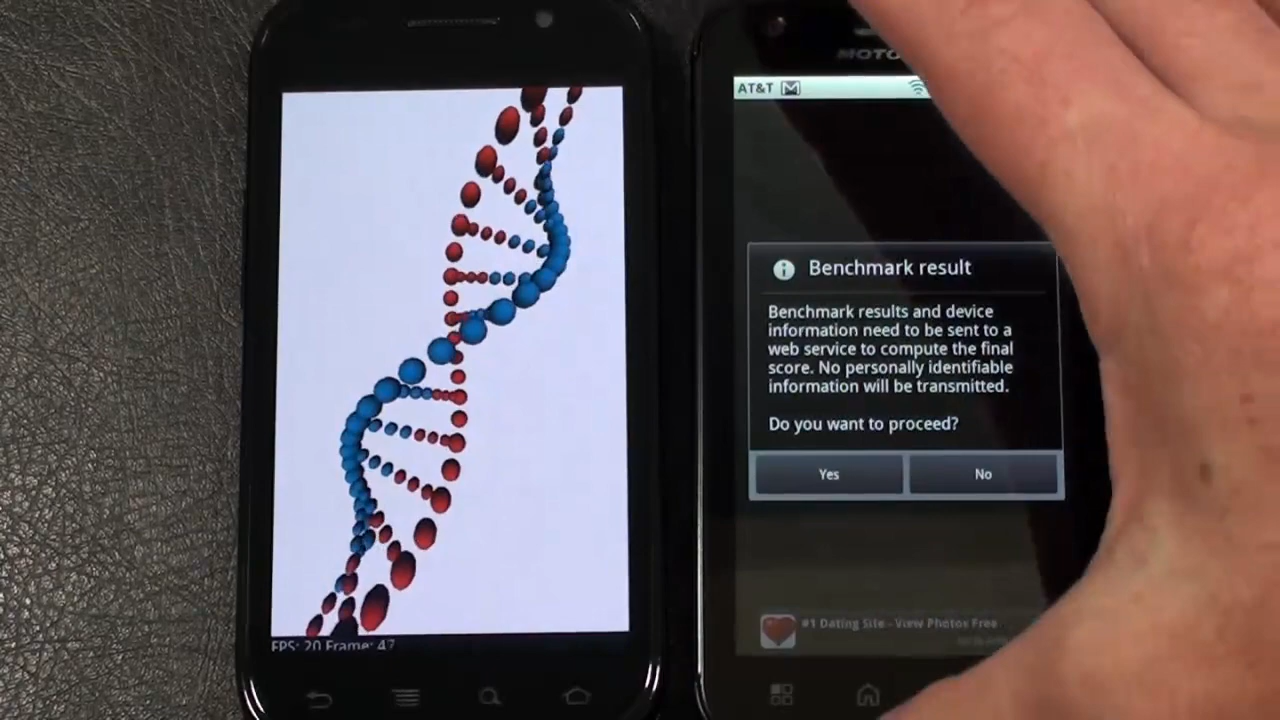 MOTO
AT&T
Benchmark result
Benchmark results and device
information need to be sent to a
web service to compute the final
score. No personally identifiable
information will be transmitted.
Do you want to proceed?
Yes
No
#1 Dating Site - View Photos Free
EPS: 20 Frame: 47